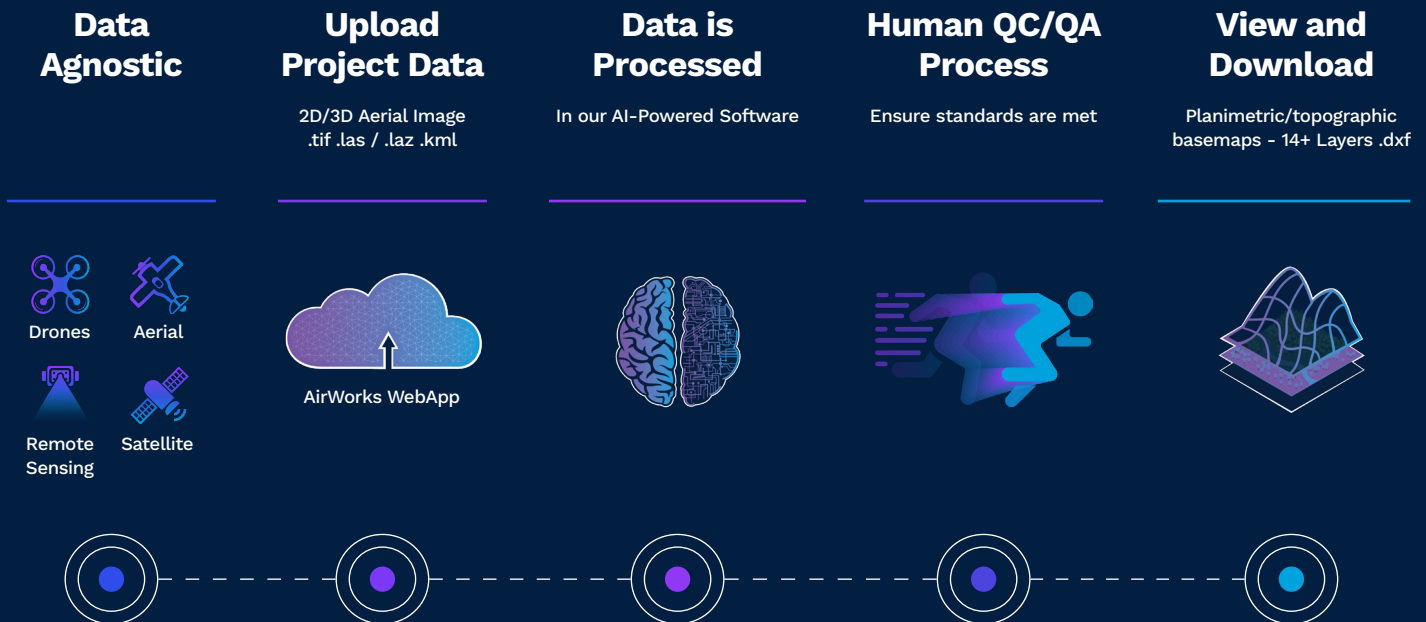 Data
Agnostic
Upload
Project Data
2D/3D Aerial Image
.tif .las / .laz .kml
Data is
Processed
In our AI-Powered Software
Human QC/QA
Process
Ensure standards are met
View and
Download
Planimetric/topographic
basemaps - 14+ Layers .dxf
Drones
Aerial
Remote
Sensing
Satellite
AirWorks WebApp